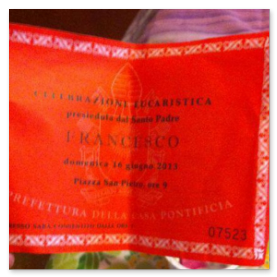 CELEBRAZIONE EUCARISTICA
presieduta dal Santo Padre
FRANCESCO
domenica 16 giugno 2013
Piazza San Pietro, ore 9
PREFETTURA DELLA CASA PONTIFICIA
07523